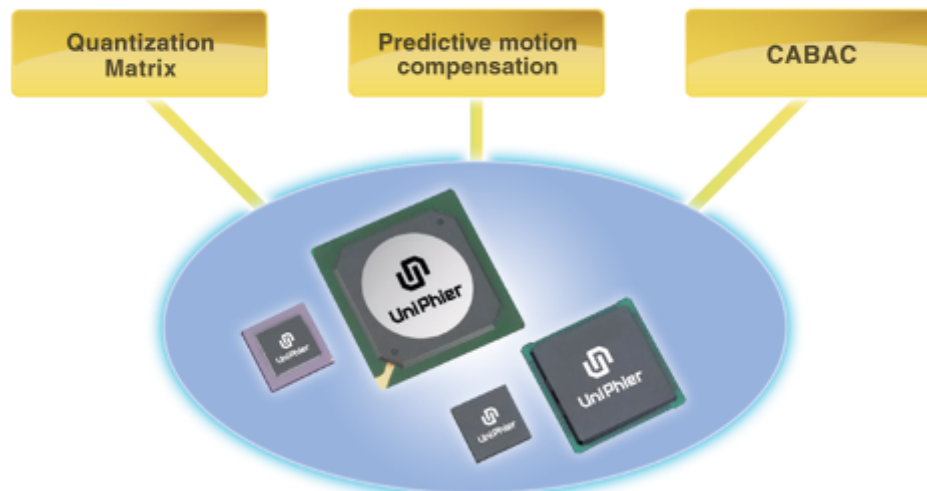 Quantization
Matrix
Predictive motion
compensation
CABAC
UniPhier
UniPhier
UniPhier
UniPhier